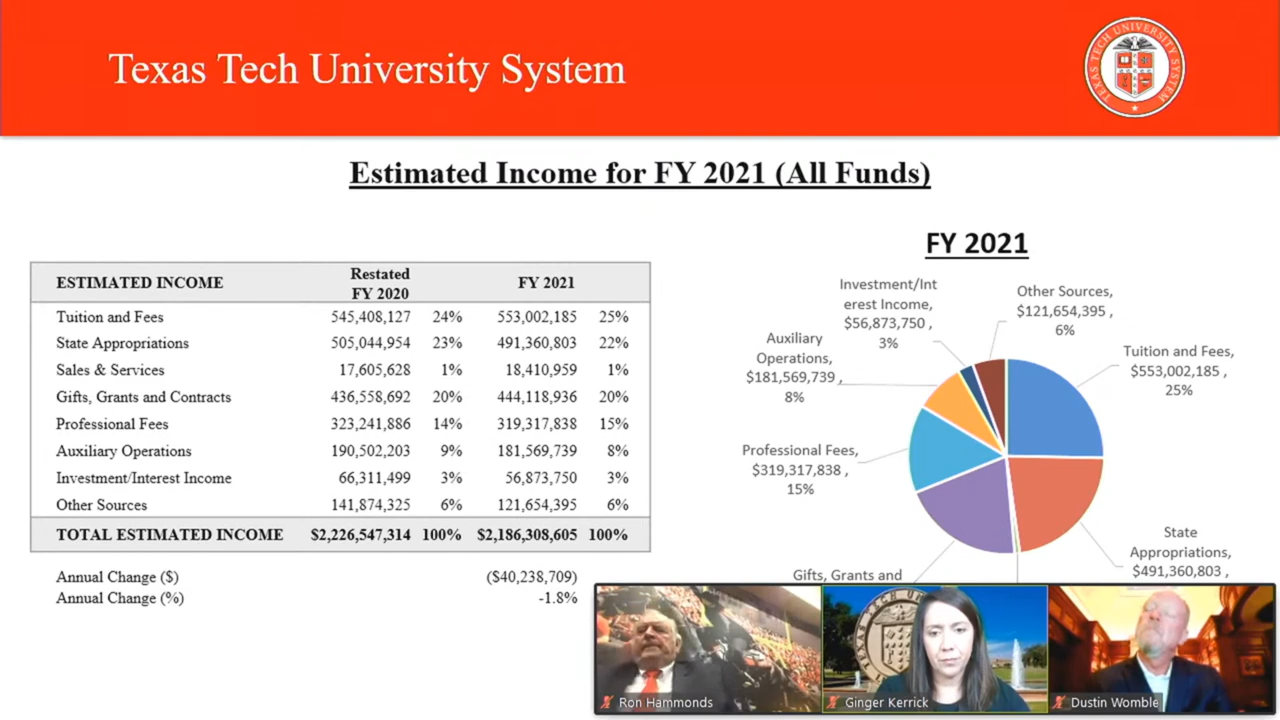 Texas Tech University System
TEXAS TECH UNIVERSITY SYSTEM
Estimated Income for FY 2021 (All Funds)
ESTIMATED INCOME Restated FY 2020 FY 2021
Tuition and Fees 545,408,127 24% 553,002,185 25%
State Appropriations 505,044,954 23% 491,360,803 22%
Sales & Services 17,605,628 1% 18,410,959 1%
Gifts, Grants and Contracts 436,558,692 20% 444,118,936 20%
Professional Fees 323,241,886 14% 319,317,838 15%
Auxiliary Operations 190,502,203 9% 181,569,739 8%
Investment/Interest Income 66,311,499 3% 56,873,750 3%
Other Sources 141,874,325 6% 121,654,395 6%
TOTAL ESTIMATED INCOME $2,226,547,314 100% $2,186,308,605 100%
Annual Change ($) ($40,238,709)
Annual Change (%) -1.8%
FY 2021
Investment/Int
erest Income,
$56,873,750 ,
3%
Other Sources,
$121,654,395 ,
6%
Auxiliary
Operations,
$181,569,739 ,
8%
Tuition and Fees,
$553,002,185 ,
25%
Professional Fees,
$319,317,838 ,
15%
State
Appropriations,
$491,360,803 ,
Gifts, Grants and
Ron Hammonds
Ginger Kerrick
Dustin Womble